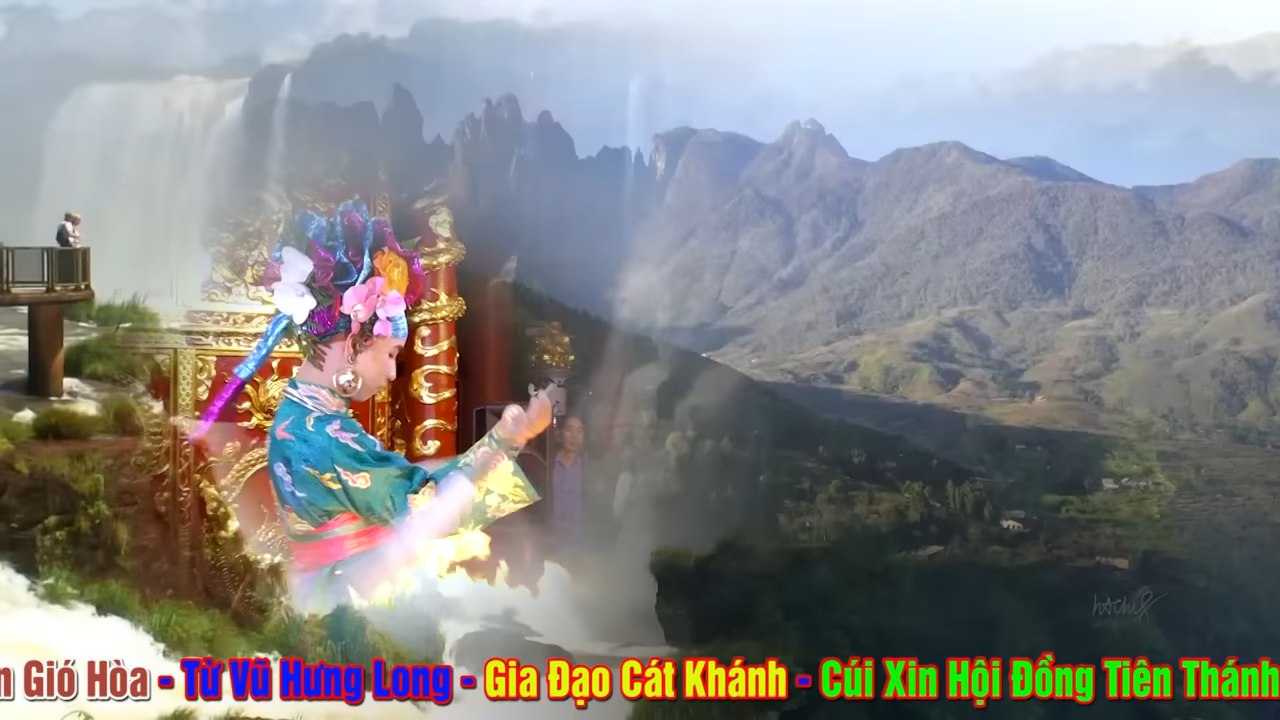 Gió Hòa - Từ Vũ Hưng Long - Gia Đạo Cát Khánh - Cúi Xin Hội Đồng Tiên Thánh